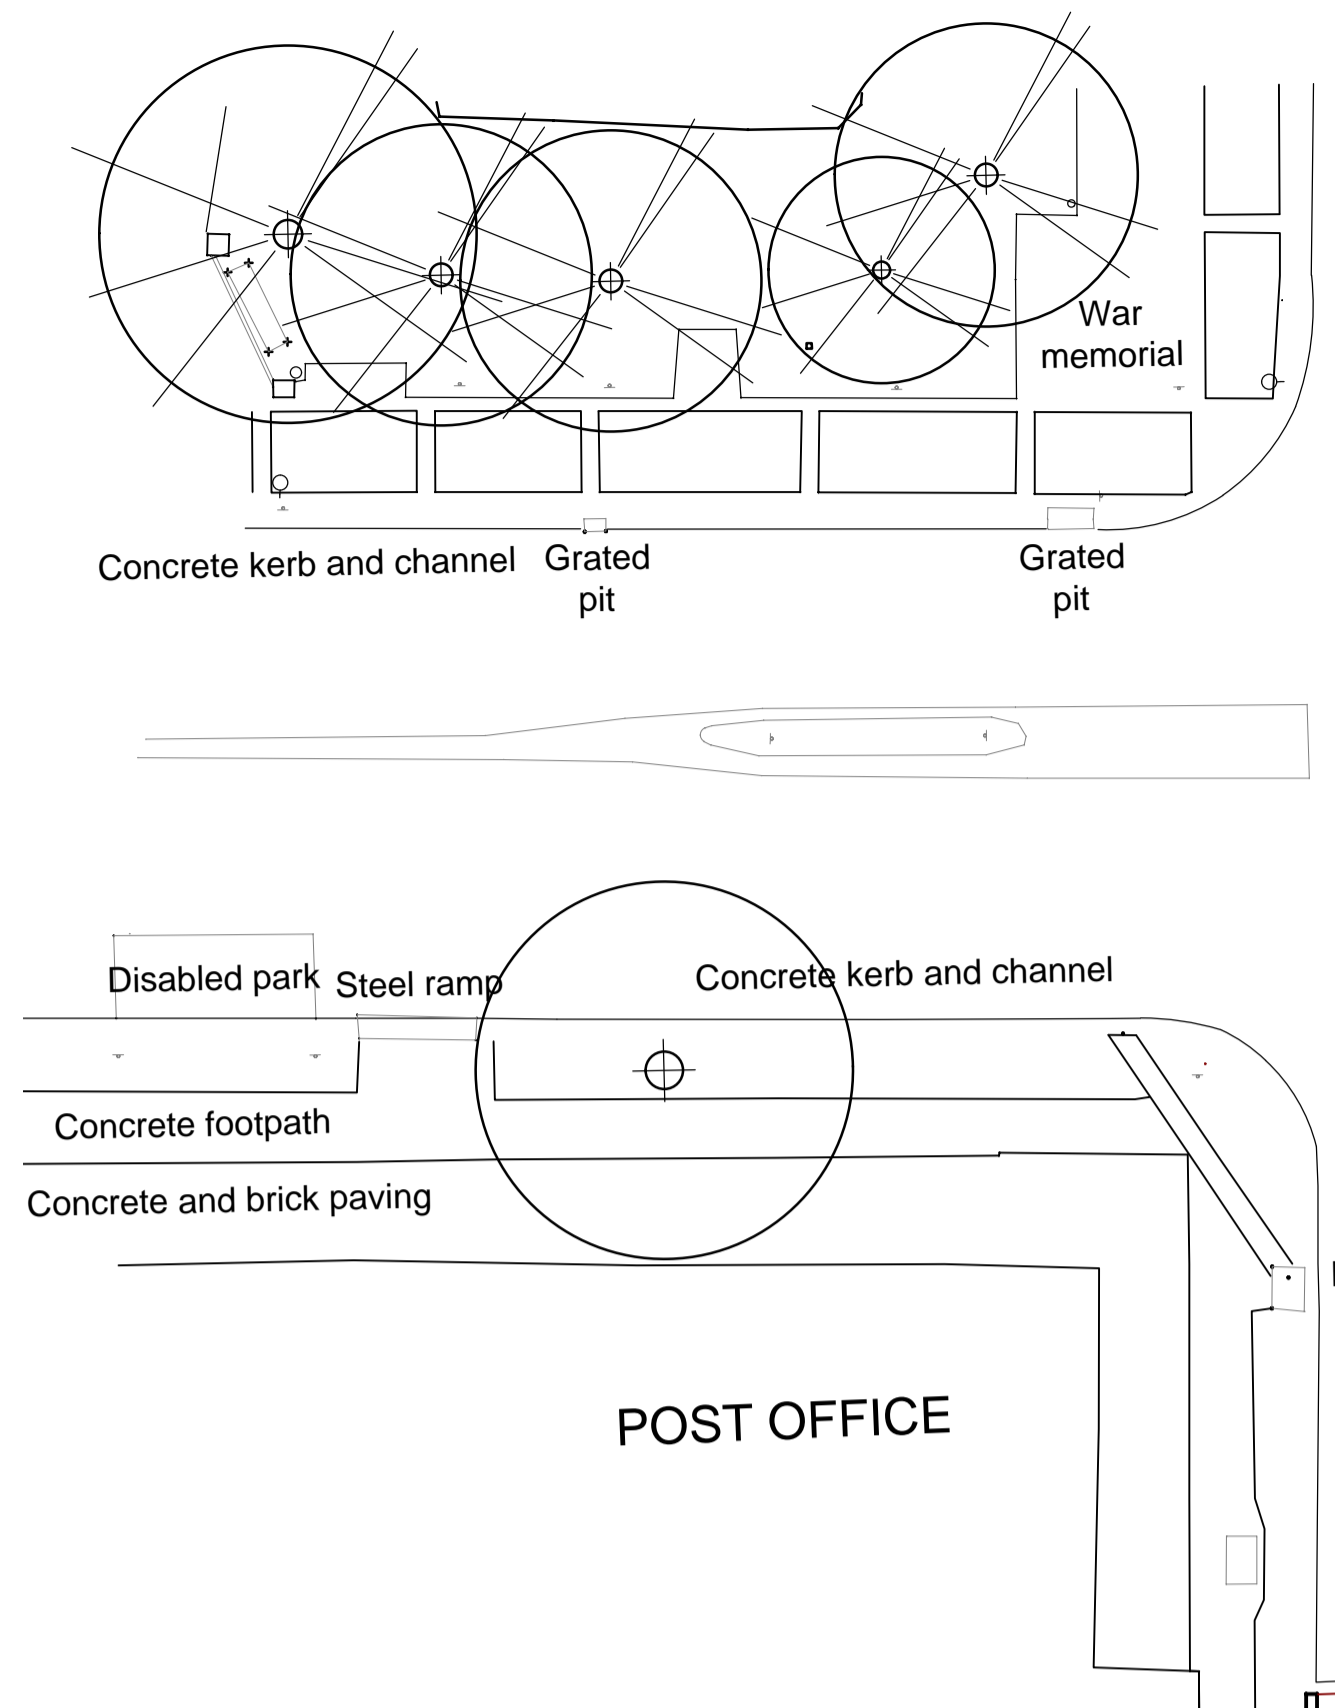 War
memorial
Concrete kerb and channel
Grated
pit
Grated
pit
Disabled park
Steel ramp
Concrete kerb and channel
Concrete footpath
Concrete and brick paving
POST OFFICE